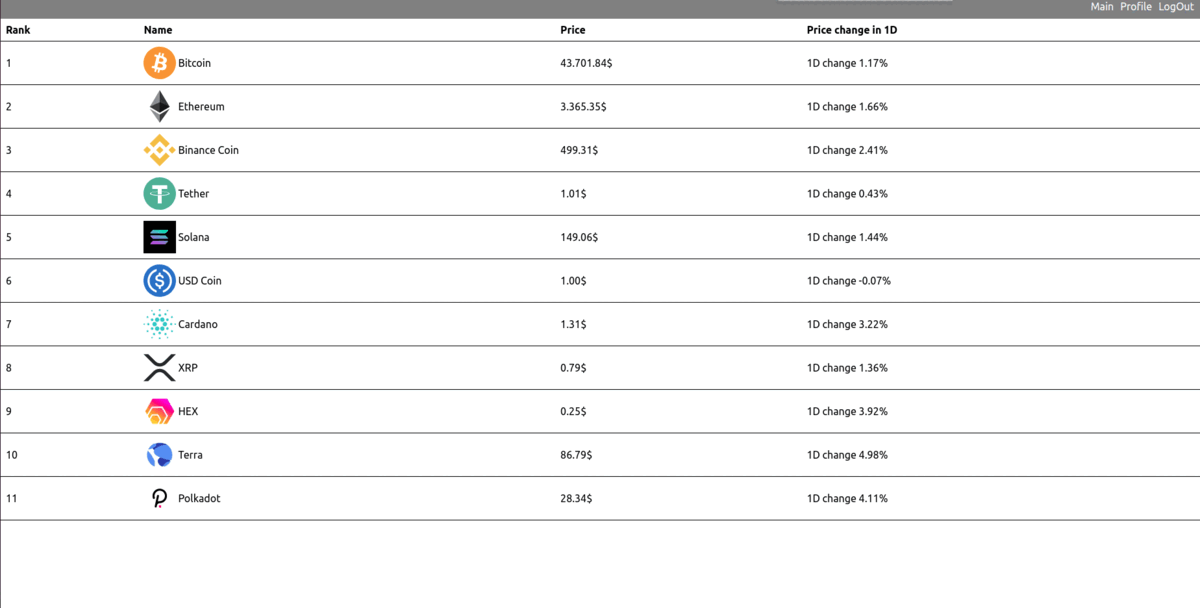 Main Profile LogOut
Rank Name Price Price change in 1D
1 Bitcoin 43.701.84$ 1D change 1.17%
2 Ethereum 3.365.35$ 1D change 1.66%
3 Binance Coin 499.31$ 1D change 2.41%
4 Tether 1.01$ 1D change 0.43%
5 Solana 149.06$ 1D change 1.44%
6 USD Coin 1.00$ 1D change -0.07%
7 Cardano 1.31$ 1D change 3.22%
8 XRP 0.79$ 1D change 1.36%
9 HEX 0.25$ 1D change 3.92%
10 Terra 86.79$ 1D change 4.98%
11 Polkadot 28.34$ 1D change 4.11%